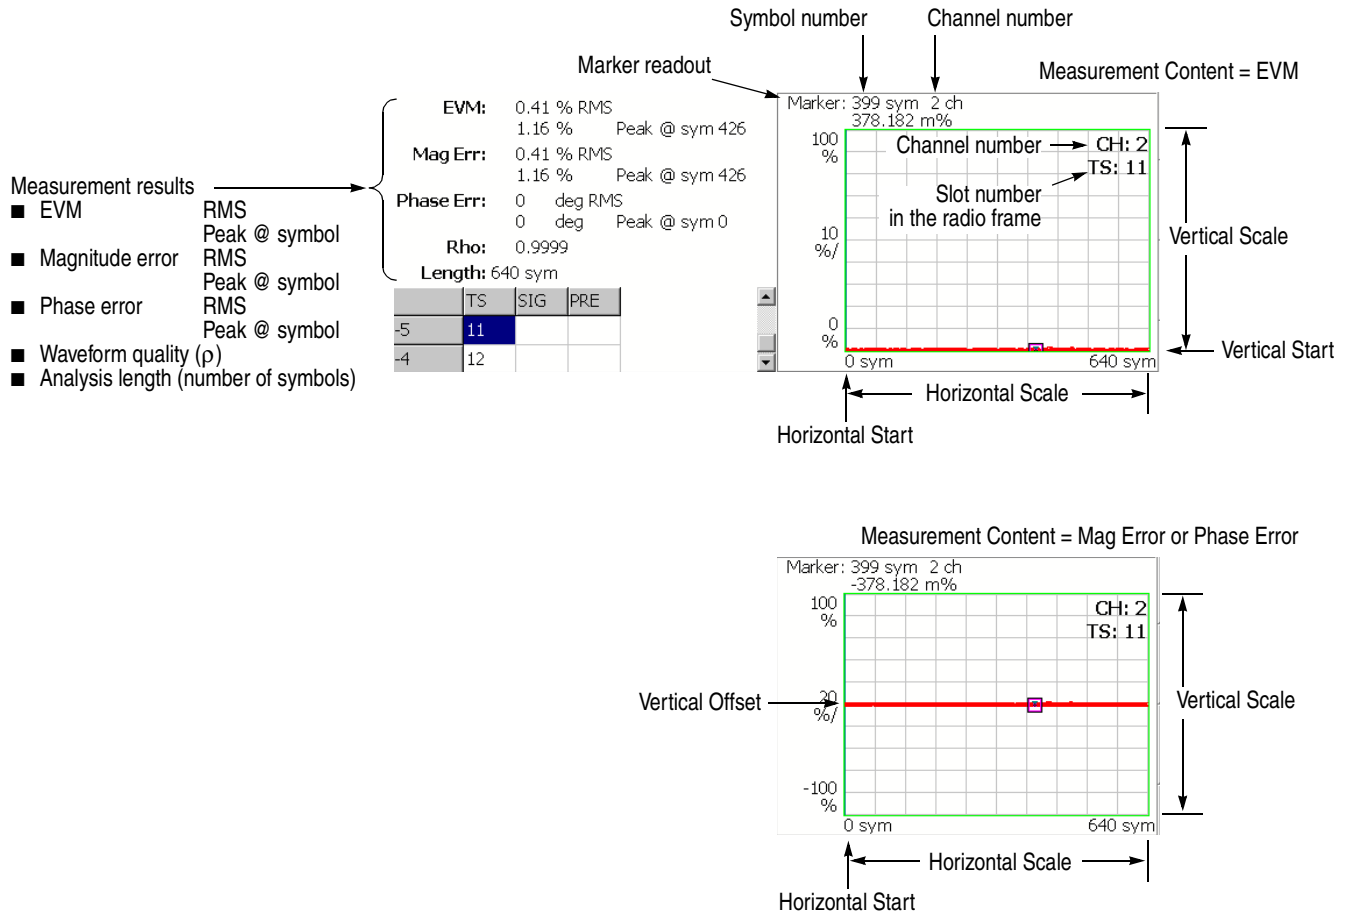 Symbol number
Channel number
Marker readout
Measurement Content = EVM
Marker: 399 sym 2 ch
378.182 m%
EVM: 0.41 % RMS
1.16 % Peak @ sym 426
Mag Err: 0.41 % RMS
1.16 % Peak @ sym 426
Phase Err: 0 deg RMS
0 deg Peak @ sym 0
Rho: 0.9999
Length: 640 sym
TS SIG PRE
-5 11
-4 12
Measurement results
■ EVM RMS
Peak @ symbol
■ Magnitude error RMS
Peak @ symbol
■ Phase error RMS
Peak @ symbol
■ Waveform quality (ρ)
■ Analysis length (number of symbols)
100
%
Channel number
CH: 2
TS: 11
Slot number
in the radio frame
10
%/
Vertical Scale
0
%
Vertical Start
0 sym
640 sym
Horizontal Scale
Horizontal Start
Measurement Content = Mag Error or Phase Error
Marker: 399 sym 2 ch
-378.182 m%
100
%
CH: 2
TS: 11
Vertical Offset
20
%/
Vertical Scale
-100
%
0 sym
640 sym
Horizontal Scale
Horizontal Start